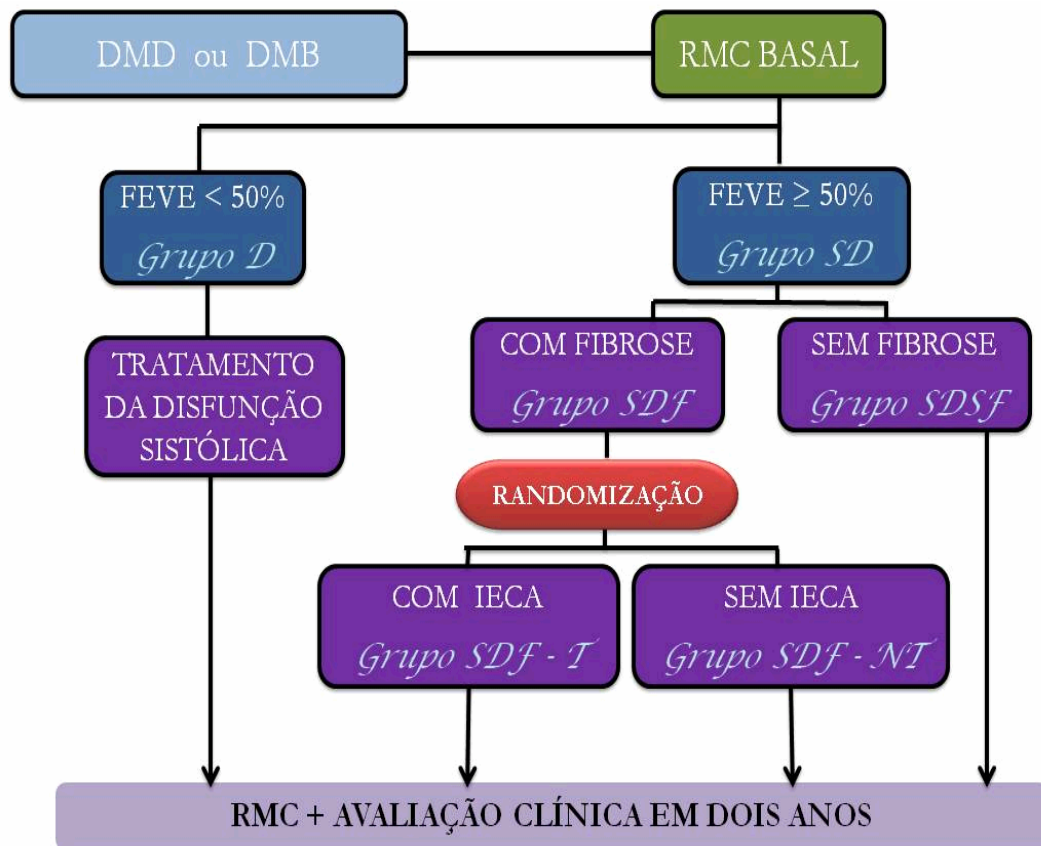 DMD ou DMB
RMC BASAL
FEVE < 50%
Grupo D
FEVE ≥ 50%
Grupo SD
TRATAMENTO
DA DISFUNÇÃO
SISTÓLICA
COM FIBROSE
Grupo SDF
SEM FIBROSE
Grupo SDSF
RANDOMIZAÇÃO
COM IECA
Grupo SDF - T
SEM IECA
Grupo SDF - NT
RMC + AVALIAÇÃO CLÍNICA EM DOIS ANOS